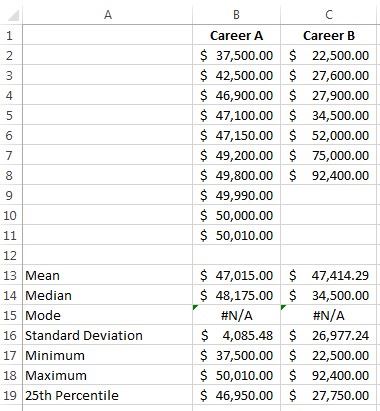 A B C
1 Career A Career B
2 $ 37,500.00 $ 22,500.00
3 $ 42,500.00 $ 27,600.00
4 $ 46,900.00 $ 27,900.00
5 $ 47,100.00 $ 34,500.00
6 $ 47,150.00 $ 52,000.00
7 $ 49,200.00 $ 75,000.00
8 $ 49,800.00 $ 92,400.00
9 $ 49,990.00
10 $ 50,000.00
11 $ 50,010.00
12
13 Mean $ 47,015.00 $ 47,414.29
14 Median $ 48,175.00 $ 34,500.00
15 Mode #N/A #N/A
16 Standard Deviation $ 4,085.48 $ 26,977.24
17 Minimum $ 37,500.00 $ 22,500.00
18 Maximum $ 50,010.00 $ 92,400.00
19 25th Percentile $ 46,950.00 $ 27,750.00